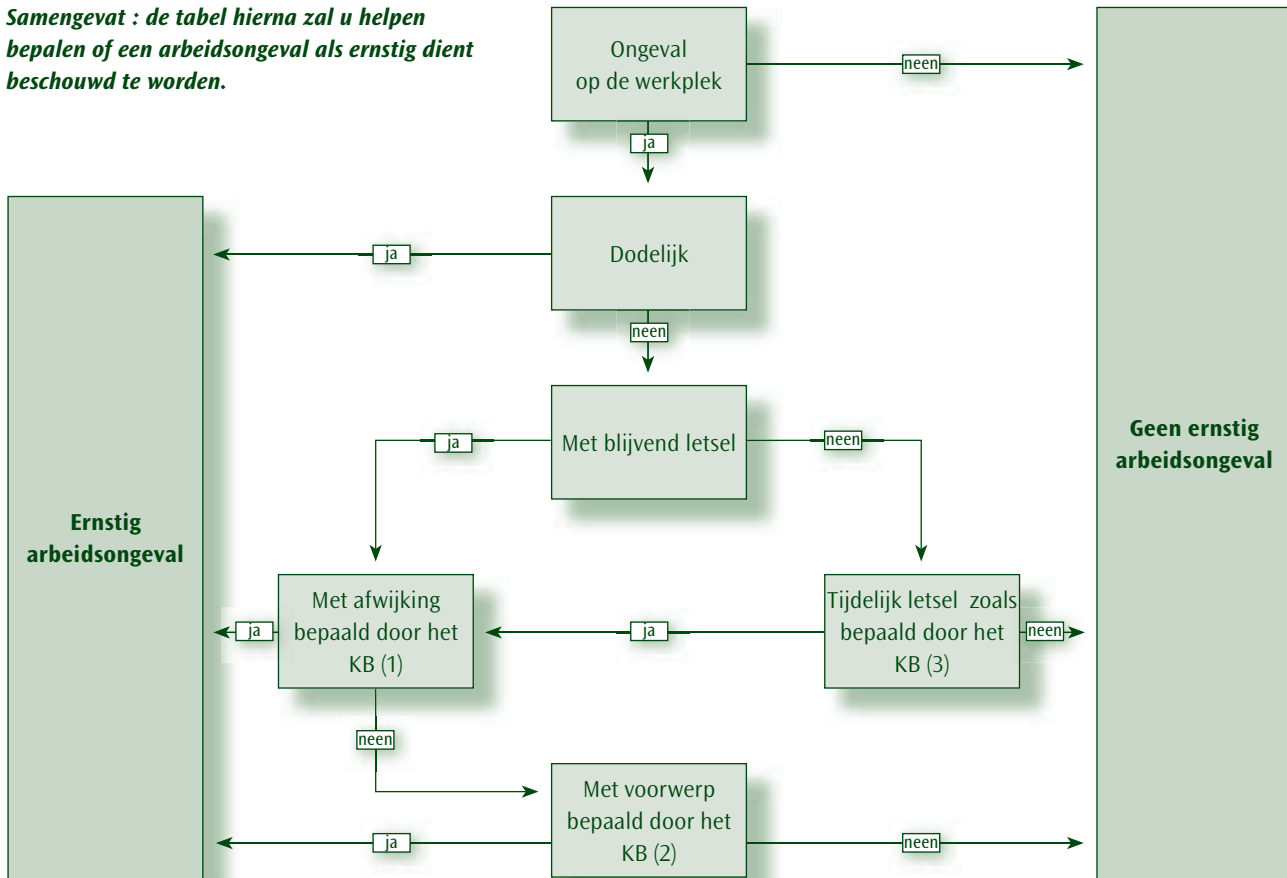 Samengevat : de tabel hierna zal u helpen
bepalen of een arbeidsongeval als ernstig dient
beschouwd te worden.
Ongeval
op de werkplek
neen
ja
Dodelijk
ja
neen
Met blijvend letsel
ja
neen
Geen ernstig
arbeidsongeval
Ernstig
arbeidsongeval
Met afwijking
bepaald door het
KB (1)
ja
Tijdelijk letsel zoals
bepaald door het
KB (3)
ja
neen
neen
Met voorwerp
bepaald door het
KB (2)
ja
neen